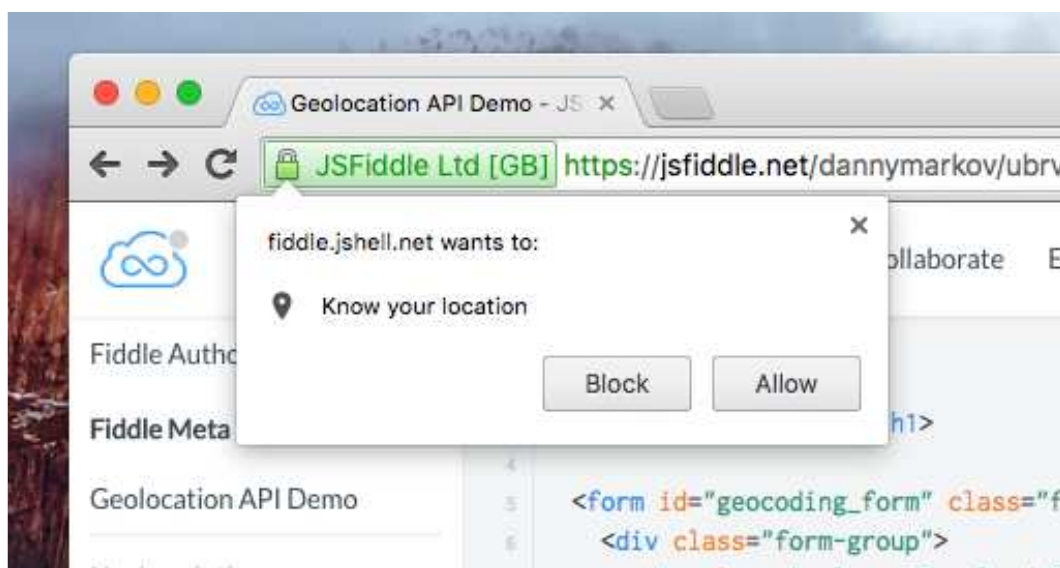 Geolocation API Demo - JS
JSFiddle Ltd [GB] https://jsfiddle.net/dannymarkov/ubrv
fiddle.jshell.net wants to:
Know your location
Block
Allow
ollaborate
E
Fiddle Autho
Fiddle Meta
Geolocation API Demo
h1>
4
5 <form id="geocoding_form" class="f
6 <div class="form-group">